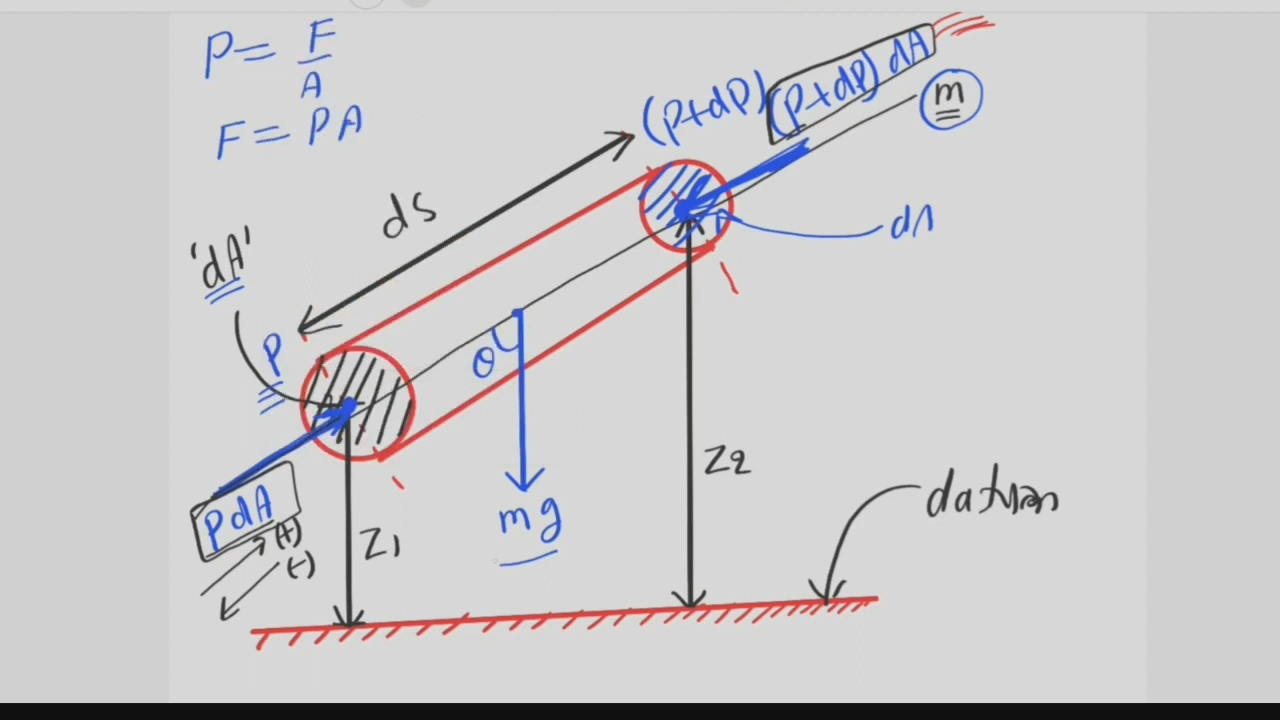 P = F/A
F = PA
(P+dP)
(P+dP) dA
m
ds
dA
'dA'
P
θ
PdA
(+)
(-)
Z1
mg
Z2
datum